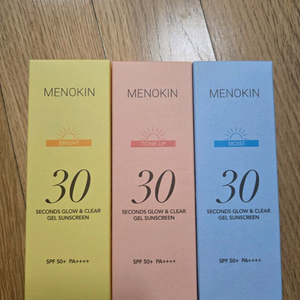 MENOKIN
BRIGHT
30
SECONDS GLOW & CLEAR
GEL SUNSCREEN
SPF 50+ PA++++
MENOKIN
TONE UP
30
SECONDS GLOW & CLEAR
GEL SUNSCREEN
SPF 50+ PA++++
MENOKIN
MOIST
30
SECONDS GLOW & CLEAR
GEL SUNSCREEN
SPF 50+ PA++++